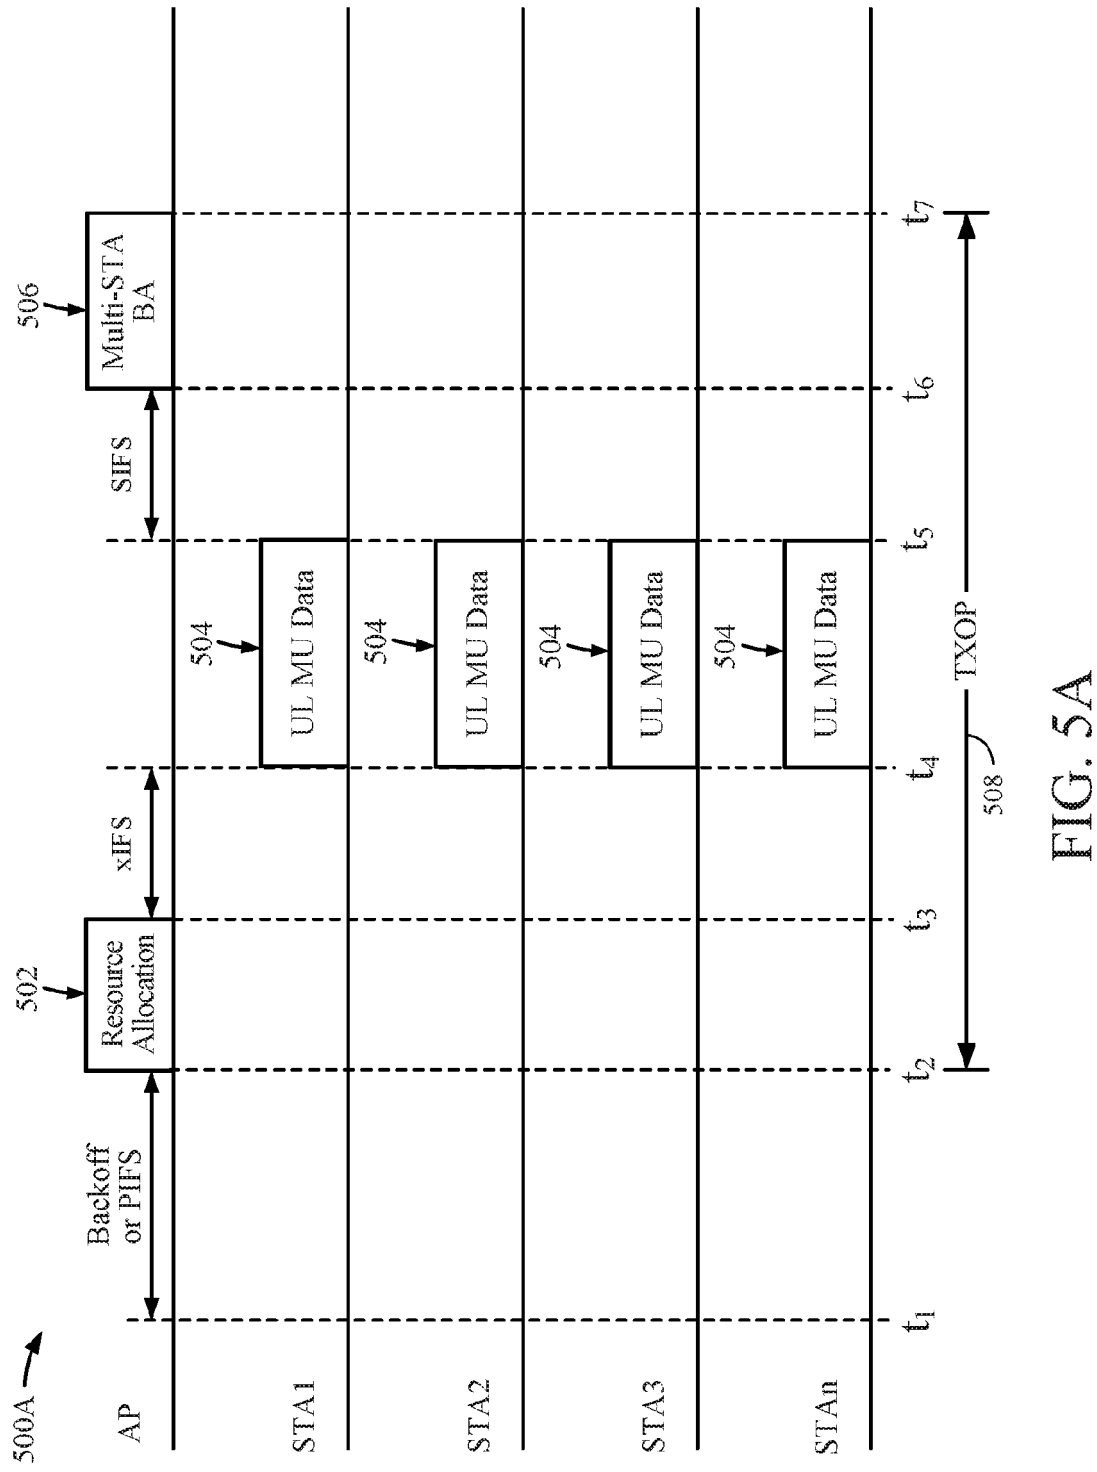 500A
Backoff
or PIFS
502
Resource
Allocation
xIFS
SIFS
506
Multi-STA
BA
AP
504
UL MU Data
STA1
504
UL MU Data
STA2
504
UL MU Data
STA3
504
UL MU Data
STAn
t1
t2
t3
t4
t5
t6
t7
TXOP
508
FIG. 5A